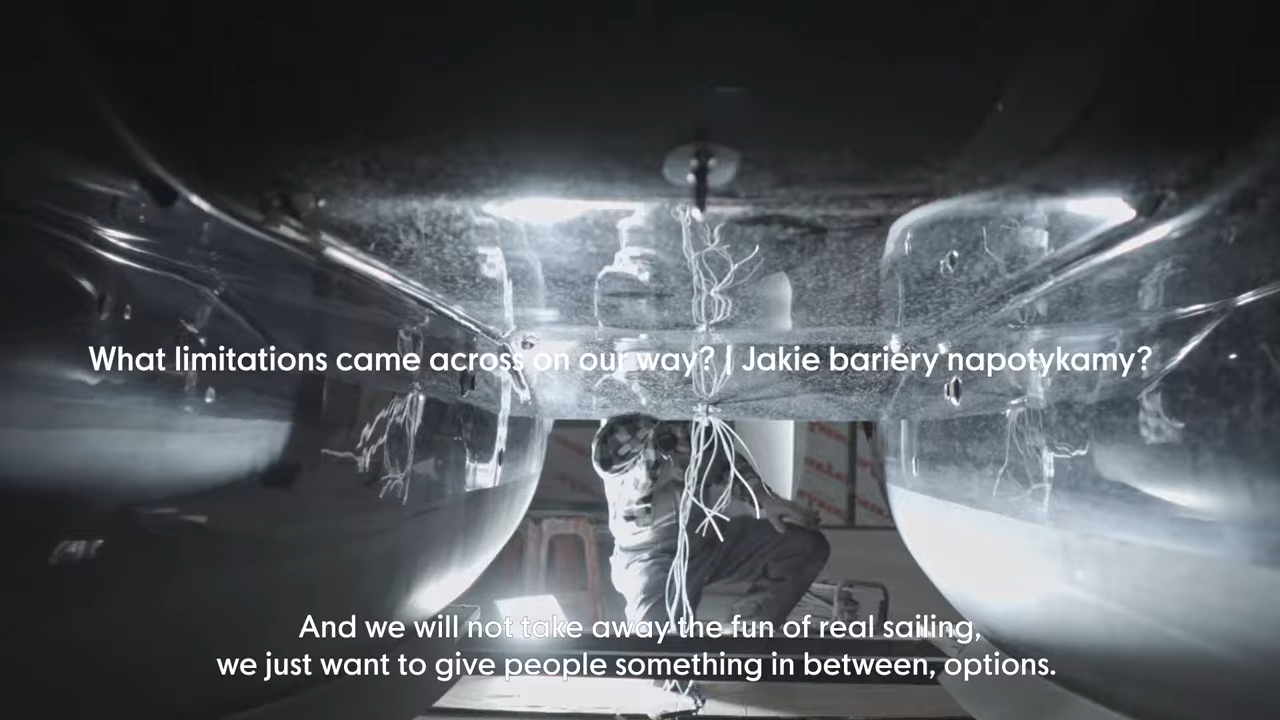 What limitations came across on our way? | Jakie bariery napotykamy?
And we will not take away the fun of real sailing,
we just want to give people something in between, options.